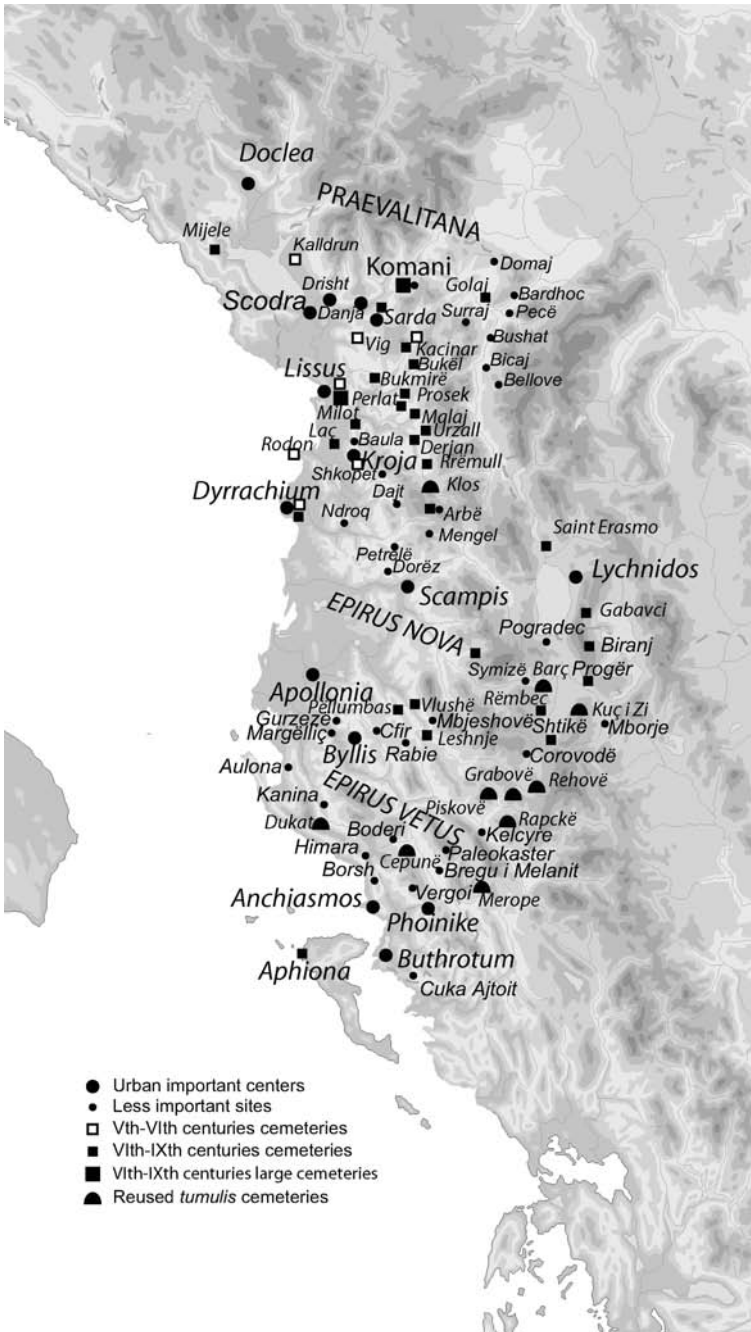 Doclea
PRAEVALITANA
Mijele
Kalldrun
Domaj
Komani
Golaj
Drisht
Bardhoc
Scodra
Danja
Sarda
Surraj
Pecë
Vig
Kacinar
Bushat
Bukël
Bicaj
Lissus
Bukmirë
Bellove
Perlat
Prosek
Milot
Malaj
Laç
Urzall
Rodon
Baula
Derjan
Kroja
Rrëmull
Shkopet
Klos
Dyrrachium
Dajt
Arbë
Ndroq
Mengel
Saint Erasmo
Petrelë
Dorëz
Lychnidos
Scampis
EPIRUS NOVA
Gabavci
Pogradec
Biranj
Symizë
Barç
Progër
Apollonia
Rëmbec
Pellumbas
Vlushë
Kuç i Zi
Gurzezë
Mbjeshovë
Shtikë
Mborje
Margëlliç
Cfir
Leshnje
Byllis
Rabie
Corovodë
Aulona
Grabovë
Rehovë
Kanina
EPIRUS VETUS
Piskovë
Dukat
Boderi
Rapckë
Kelcyre
Himara
Cepunë
Paleokaster
Borsh
Bregu i Melanit
Vergoi
Merope
Anchiasmos
Phoinike
Buthrotum
Aphiona
Cuka Ajtoit
Urban important centers
Less important sites
Vth-VIth centuries cemeteries
VIth-IXth centuries cemeteries
VIth-IXth centuries large cemeteries
Reused tumulis cemeteries